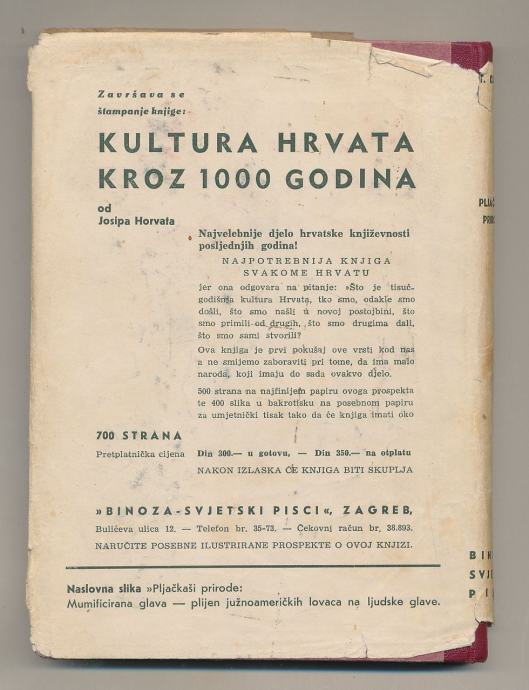 Završava se
štampanje knjige:
KULTURA HRVATA
KROZ 1000 GODINA
od
Josipa Horvata
Najvelebnije djelo hrvatske književnosti
posljednjih godina!
NAJPOTREBNIJA KNJIGA
SVAKOME HRVATU
jer ona odgovara na pitanje: »Što je tisuć-
godišnja kultura Hrvata, tko smo, odakle smo
došli, što smo našli u novoj postojbini, što
smo primili od drugih, što smo drugima dali,
što smo sami stvorili?
Ova knjiga je prvi pokušaj ove vrsti kod nas
a ne smijemo zaboraviti pri tome, da ima malo
naroda, koji imaju do sada ovakvo djelo.
500 strana na najfinijem papiru ovoga prospekta
te 400 slika u bakrotisku na posebnom papiru
za umjetnički tisak tako da će knjiga imati oko
700 STRANA
Pretplatnička cijena Din 300.— u gotovu, — Din 350.— na otplatu
NAKON IZLASKA ĆE KNJIGA BITI SKUPLJA
»BINOZA-SVJETSKI PISCI«, ZAGREB,
Bulićeva ulica 12. — Telefon br. 35-73. — Čekovni račun br. 38.893.
NARUČITE POSEBNE ILUSTRIRANE PROSPEKTE O OVOJ KNJIZI.
Naslovna slika »Pljačkaši prirode:
Mumificirana glava — plijen južnoameričkih lovaca na ljudske glave.